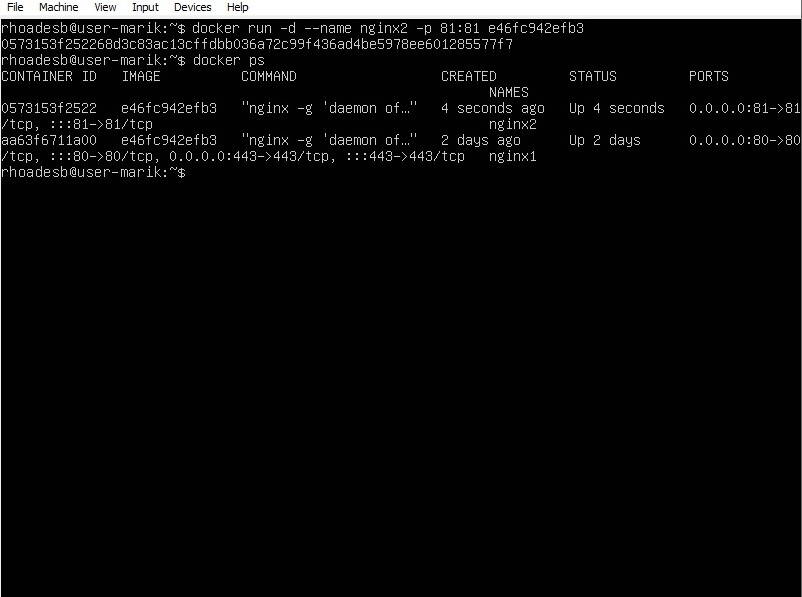 File Machine View Input Devices Help
rhoadesb@user-marik:~$ docker run -d --name nginx2 -p 81:81 e46fc942efb3
0573153f252268d3c83ac13cffdbb036a72c99f436ad4be5978ee601285577f7
rhoadesb@user-marik:~$ docker ps
CONTAINER ID   IMAGE          COMMAND                  CREATED         STATUS         PORTS
                                                             NAMES
0573153f2522   e46fc942efb3   "nginx -g 'daemon of…"   4 seconds ago   Up 4 seconds   0.0.0.0:81->81
/tcp, :::81->81/tcp                                          nginx2
aa63f6711a00   e46fc942efb3   "nginx -g 'daemon of…"   2 days ago      Up 2 days      0.0.0.0:80->80
/tcp, :::80->80/tcp, 0.0.0.0:443->443/tcp, :::443->443/tcp   nginx1
rhoadesb@user-marik:~$